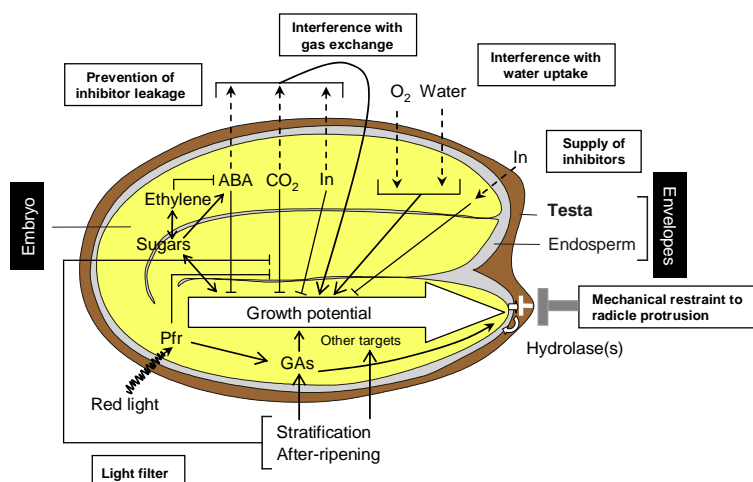 Interference with
gas exchange
Interference with
water uptake
Prevention of
inhibitor leakage
O2 Water
Supply of
inhibitors
In
ABA CO2 In
Ethylene
Testa
Envelopes
Embryo
Sugars
Endosperm
Growth potential
Mechanical restraint to
radicle protrusion
Pfr
Other targets
Hydrolase(s)
GAs
Red light
Stratification
After-ripening
Light filter